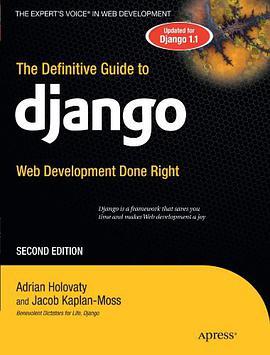 THE EXPERT'S VOICE® IN WEB DEVELOPMENT
Updated for
Django 1.1
The Definitive Guide to
django
Web Development Done Right
Django is a framework that saves you
time and makes Web development a joy
SECOND EDITION
Adrian Holovaty
and Jacob Kaplan-Moss
Benevolent Dictators for Life, Django
Apress®